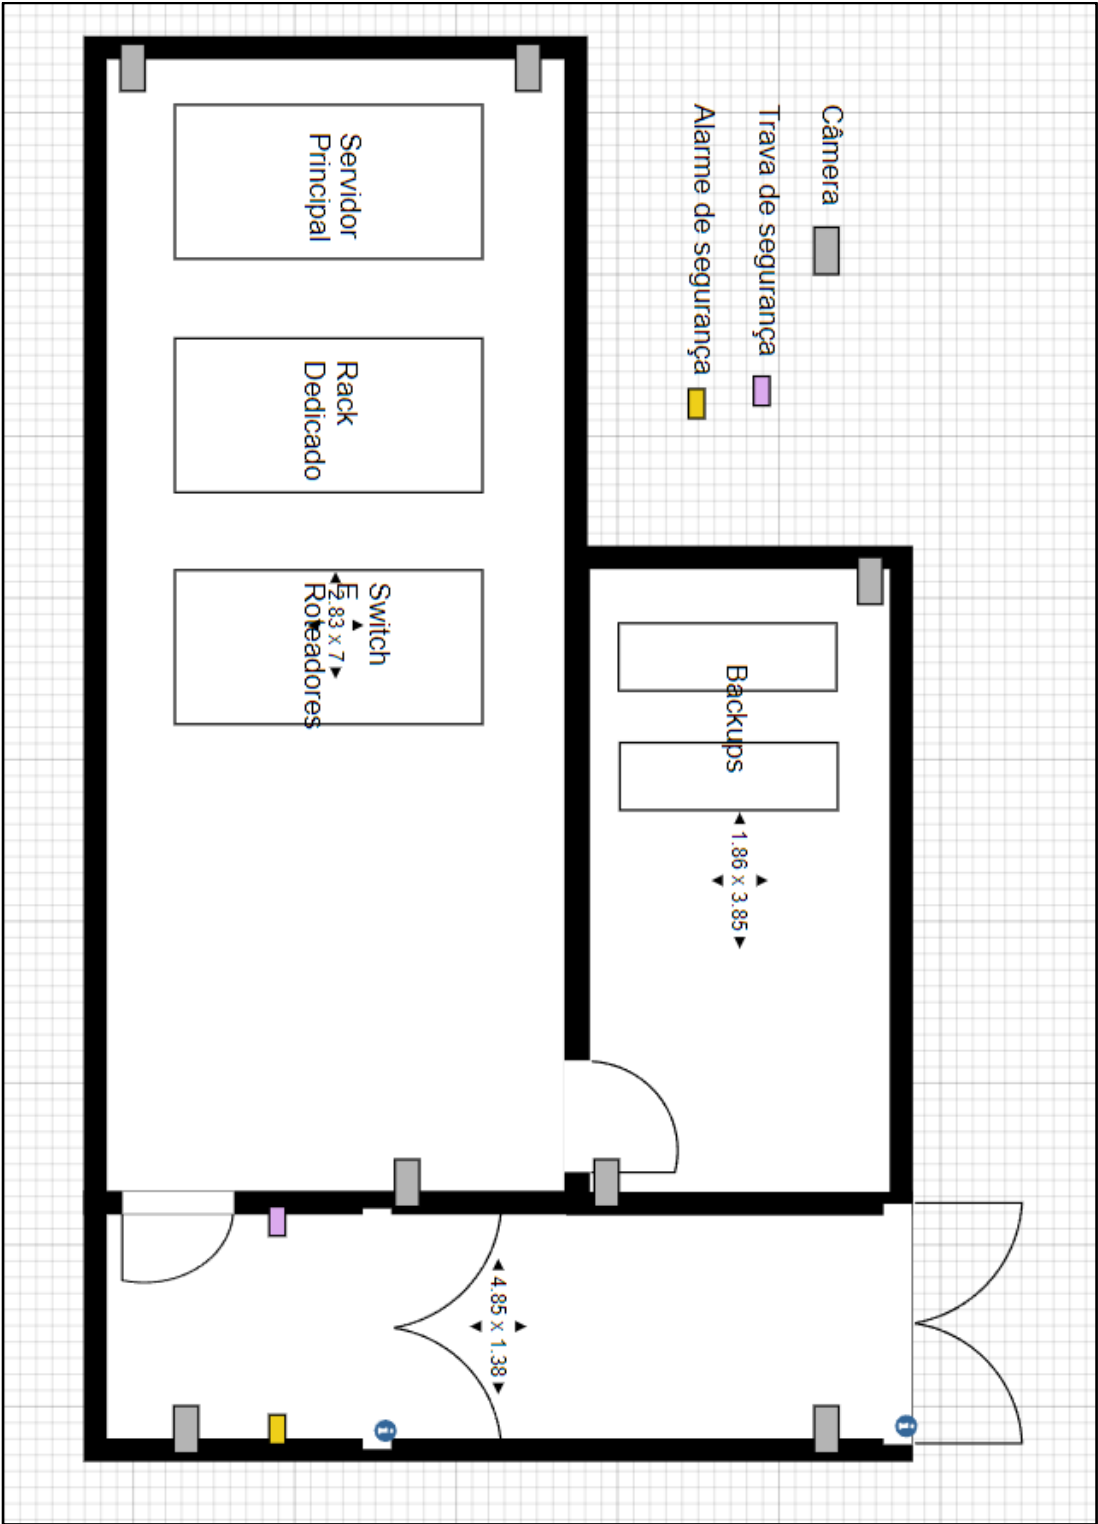 Câmera
Trava de segurança
Alarme de segurança
Servidor
Principal
Rack
Dedicado
Switch
E
Roteadores
2.83 x 7
Backups
1.86 x 3.85
4.85 x 1.38
i
i